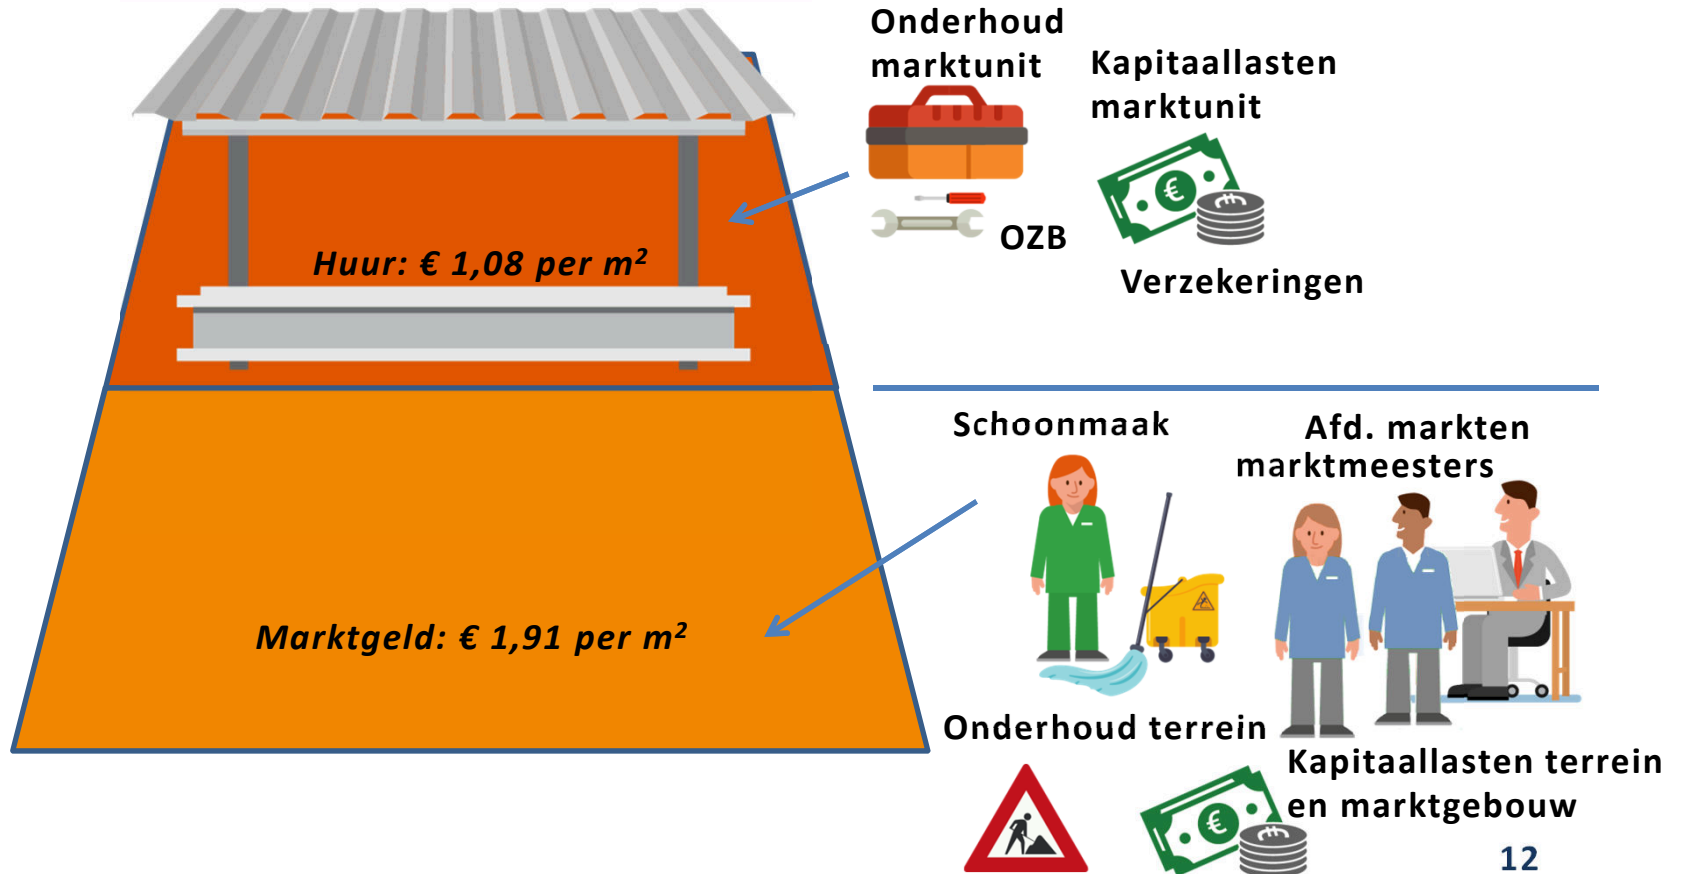 Onderhoud
marktunit
Kapitaallasten
marktunit
OZB
Verzekeringen
Huur: € 1,08 per m²
Schoonmaak
Afd. markten
marktmeesters
Marktgeld: € 1,91 per m²
Onderhoud terrein
Kapitaallasten terrein
en marktgebouw
12